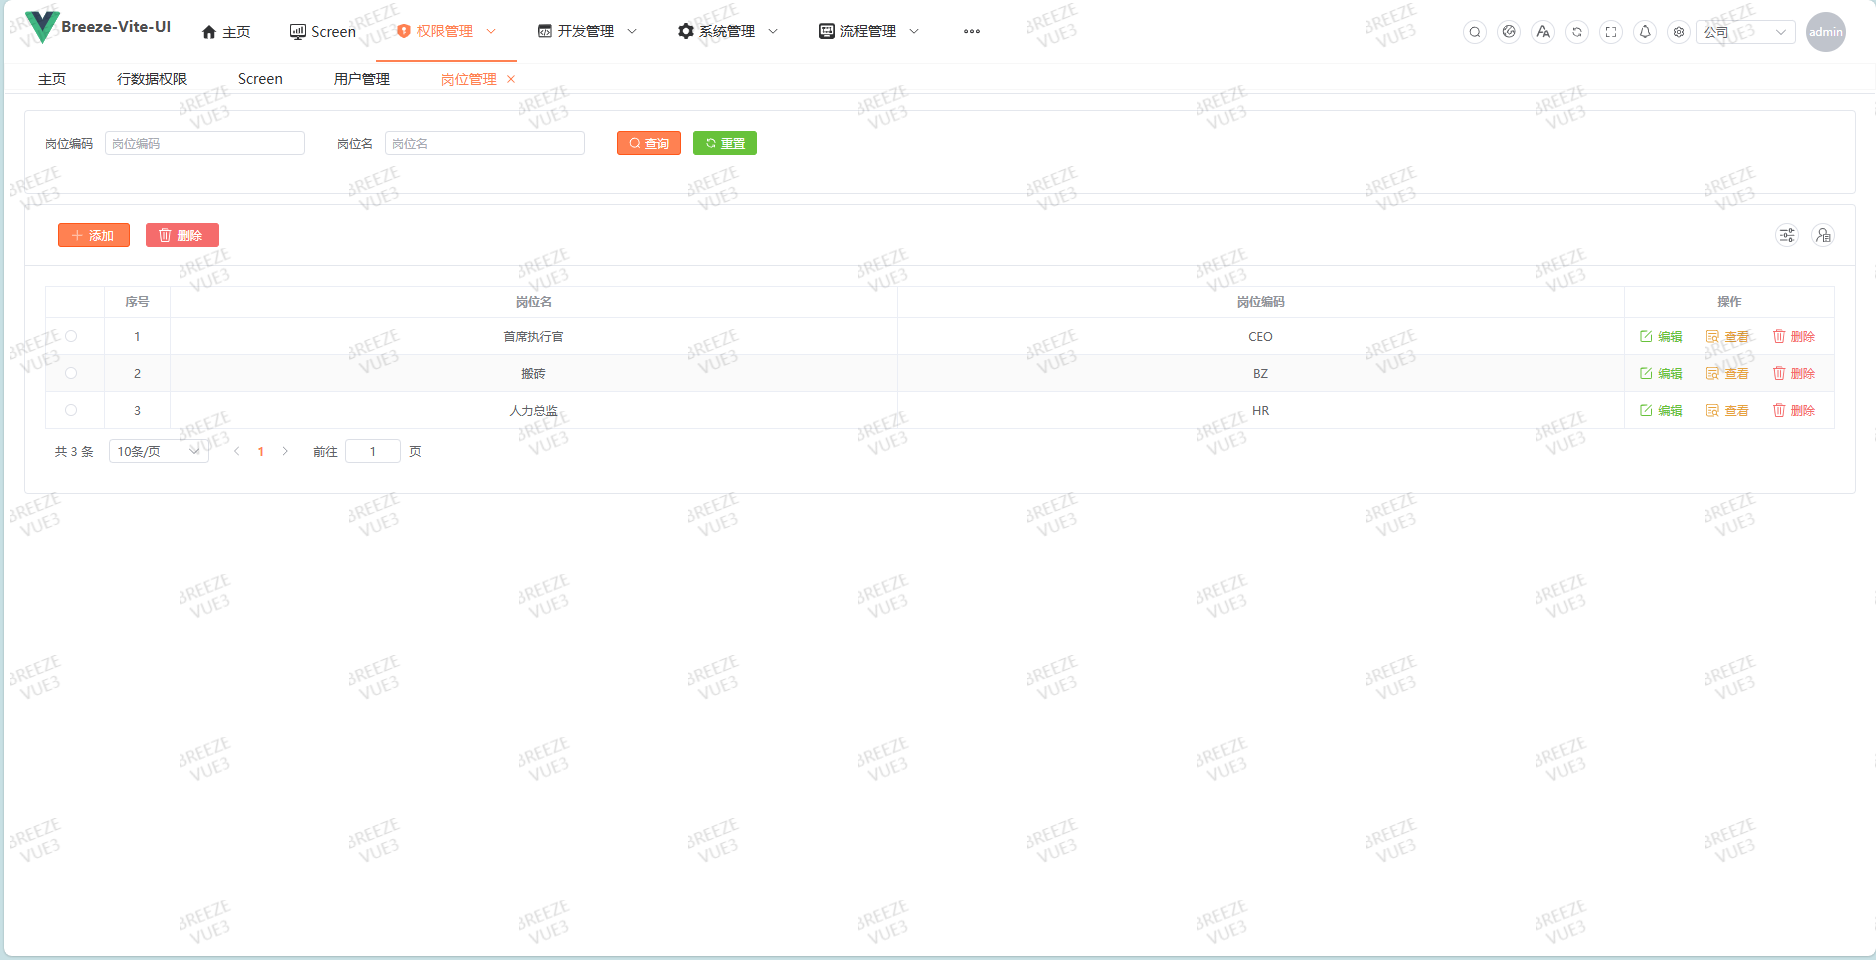 Breeze-Vite-UI
主页
Screen
权限管理
开发管理
系统管理
流程管理
公司
admin
主页
行数据权限
Screen
用户管理
岗位管理
岗位编码 岗位编码 岗位名 岗位名 查询 重置
添加 删除
序号 岗位名 岗位编码 操作
1 首席执行官 CEO 编辑 查看 删除
2 搬砖 BZ 编辑 查看 删除
3 人力总监 HR 编辑 查看 删除
共 3 条 10条/页 1 前往 1 页
BREEZE
VUE3